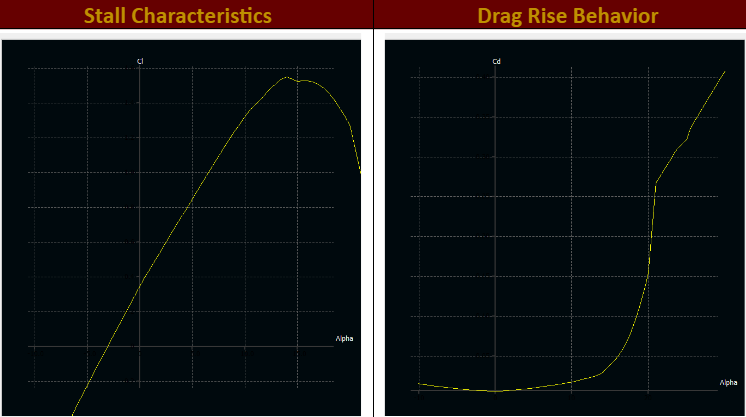 Stall Characteristics
Drag Rise Behavior
Cl
Alpha
Cd
Alpha